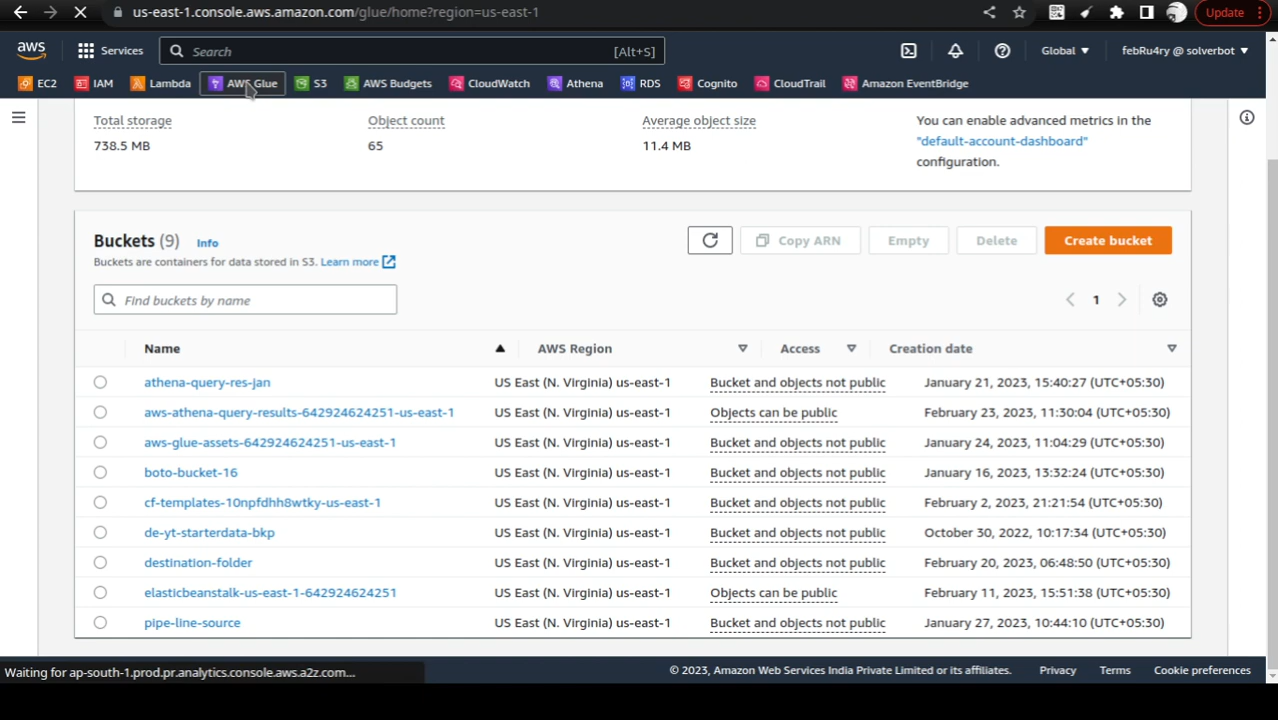 us-east-1.console.aws.amazon.com/glue/home?region=us-east-1
Update
aws
Services
Search
[Alt+S]
Global
febRu4ry @ solverbot
EC2 IAM Lambda AWS Glue S3 AWS Budgets CloudWatch Athena RDS Cognito CloudTrail Amazon EventBridge
Total storage
738.5 MB
Object count
65
Average object size
11.4 MB
You can enable advanced metrics in the
"default-account-dashboard"
configuration.
Buckets (9) Info
Buckets are containers for data stored in S3. Learn more
Copy ARN
Empty
Delete
Create bucket
Find buckets by name
1
Name AWS Region Access Creation date
athena-query-res-jan US East (N. Virginia) us-east-1 Bucket and objects not public January 21, 2023, 15:40:27 (UTC+05:30)
aws-athena-query-results-642924624251-us-east-1 US East (N. Virginia) us-east-1 Objects can be public February 23, 2023, 11:30:04 (UTC+05:30)
aws-glue-assets-642924624251-us-east-1 US East (N. Virginia) us-east-1 Bucket and objects not public January 24, 2023, 11:04:29 (UTC+05:30)
boto-bucket-16 US East (N. Virginia) us-east-1 Bucket and objects not public January 16, 2023, 13:32:24 (UTC+05:30)
cf-templates-10npfdhh8wtky-us-east-1 US East (N. Virginia) us-east-1 Bucket and objects not public February 2, 2023, 21:21:54 (UTC+05:30)
de-yt-starterdata-bkp US East (N. Virginia) us-east-1 Bucket and objects not public October 30, 2022, 10:17:34 (UTC+05:30)
destination-folder US East (N. Virginia) us-east-1 Bucket and objects not public February 20, 2023, 06:48:50 (UTC+05:30)
elasticbeanstalk-us-east-1-642924624251 US East (N. Virginia) us-east-1 Objects can be public February 11, 2023, 15:51:38 (UTC+05:30)
pipe-line-source US East (N. Virginia) us-east-1 Bucket and objects not public January 27, 2023, 10:44:10 (UTC+05:30)
Waiting for ap-south-1.prod.pr.analytics.console.aws.a2z.com...
© 2023, Amazon Web Services India Private Limited or its affiliates. Privacy Terms Cookie preferences